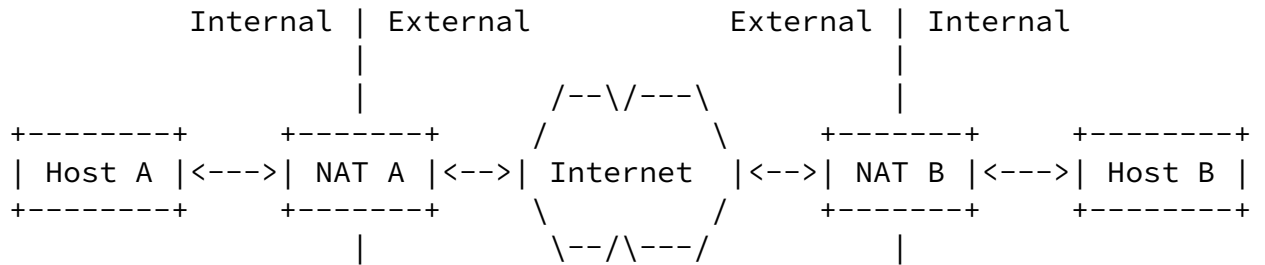 Internal | External           External | Internal
                   |                              |
                   |          /--\/---\           |
+--------+     +-------+     /         \     +-------+     +--------+
| Host A |<--->| NAT A |<-->| Internet  |<-->| NAT B |<--->| Host B |
+--------+     +-------+     \         /     +-------+     +--------+
                   |          \--/\---/           |